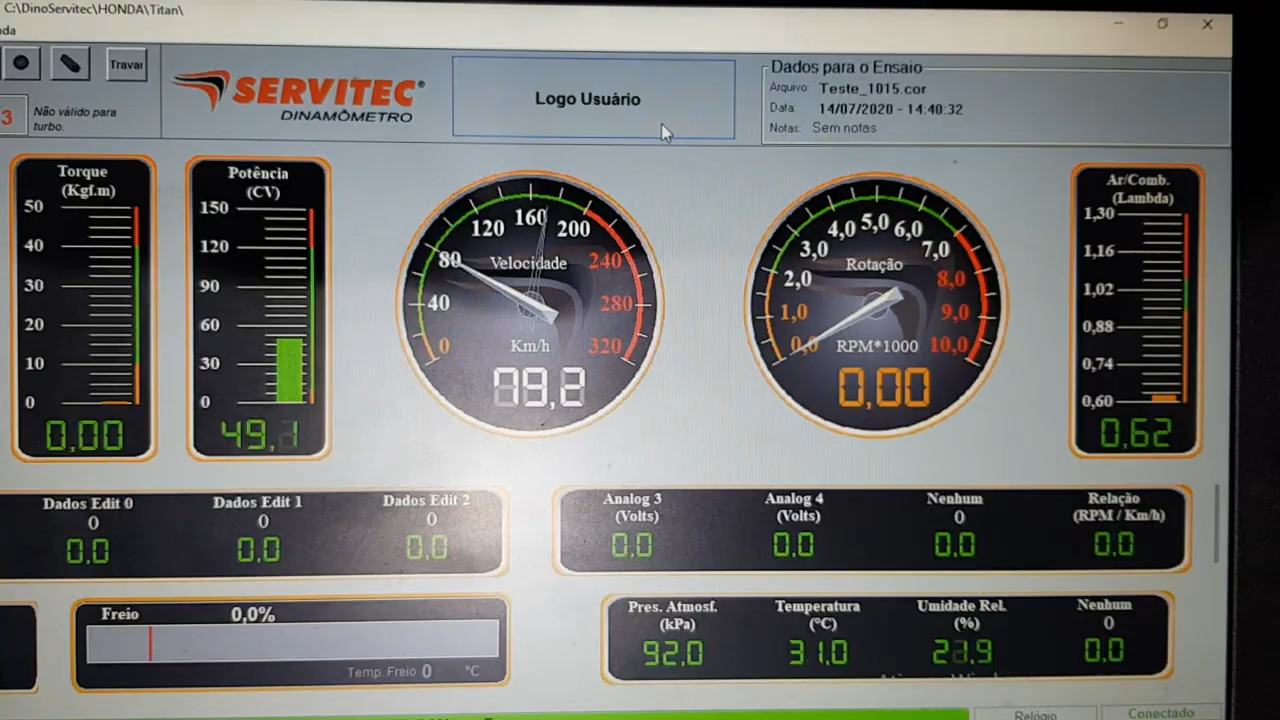 C:\DinoServitec\HONDA\Titan\
nda
Travar
3
Não válido para
turbo.
SERVITEC®
DINAMÔMETRO
Logo Usuário
Dados para o Ensaio
Arquivo: Teste_1015.cor
Data: 14/07/2020 - 14:40:32
Notas: Sem notas
Torque
(Kgf.m)
50
40
30
20
10
0
0,00
Potência
(CV)
150
120
90
60
30
0
49,1
0
40
80
120
160
200
240
280
320
Velocidade
Km/h
79,2
0,0
1,0
2,0
3,0
4,0
5,0
6,0
7,0
8,0
9,0
10,0
Rotação
RPM*1000
0,00
Ar/Comb.
(Lambda)
1,30
1,16
1,02
0,88
0,74
0,60
0,62
Dados Edit 0
0
0,0
Dados Edit 1
0
0,0
Dados Edit 2
0
0,0
Analog 3
(Volts)
0,0
Analog 4
(Volts)
0,0
Nenhum
0
0,0
Relação
(RPM / Km/h)
0,0
Freio 0,0%
Temp. Freio 0 °C
Pres. Atmosf.
(kPa)
92,0
Temperatura
(°C)
31,0
Umidade Rel.
(%)
Nenhum
0
0,0
Relógio
Conectado